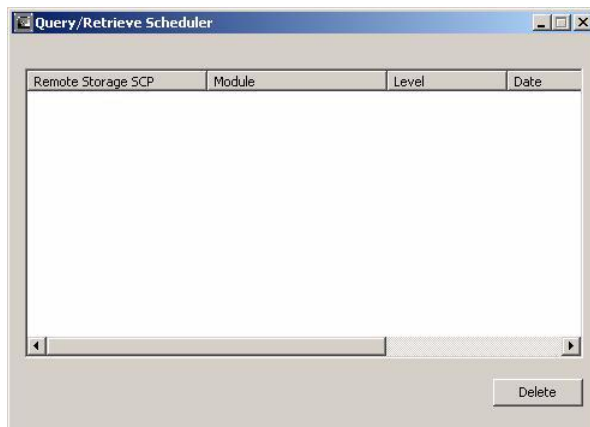 Query/Retrieve Scheduler
Remote Storage SCP Module Level Date
Delete